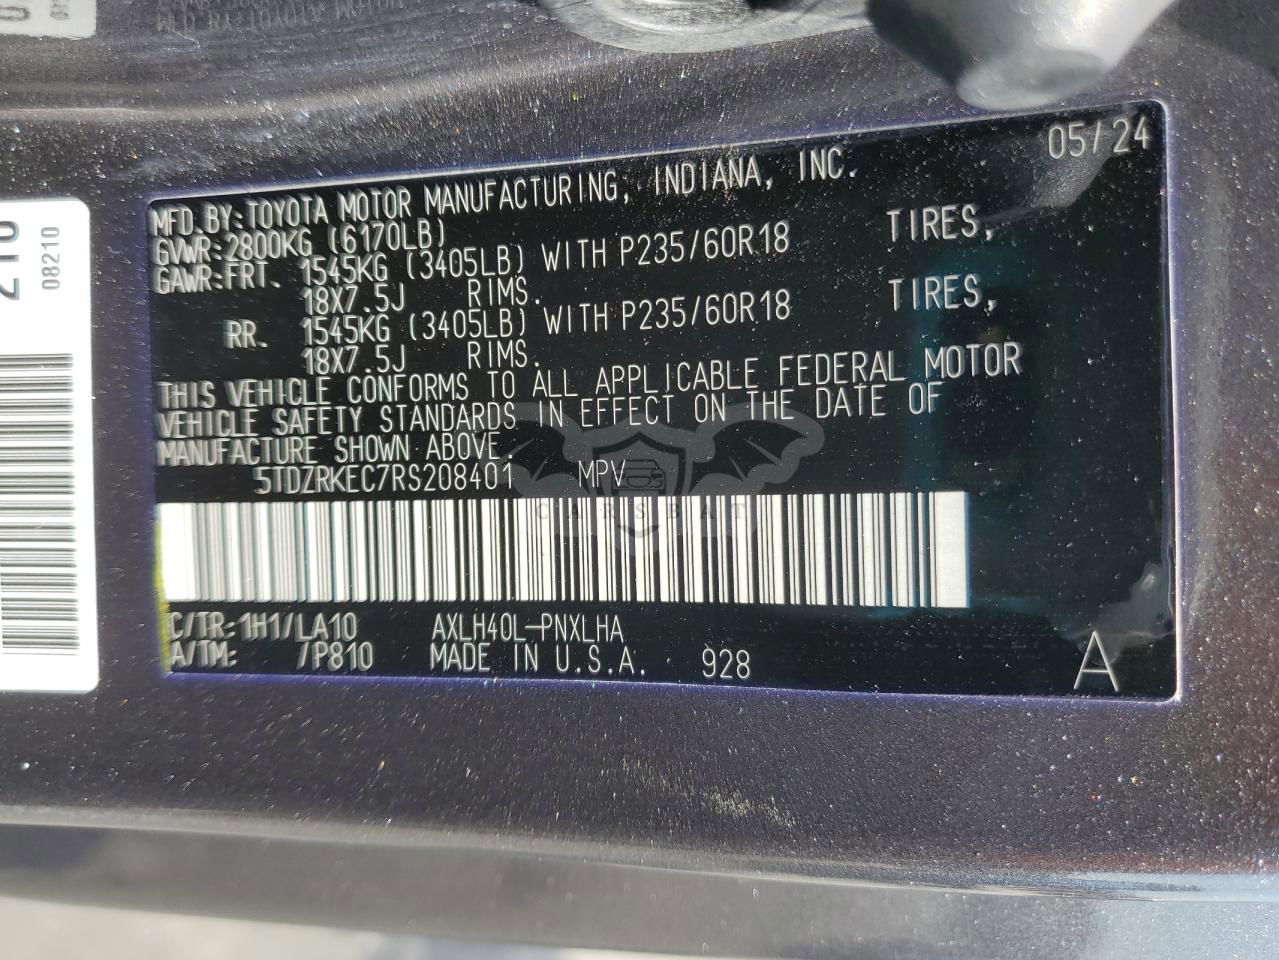 05/24
MFD.BY:TOYOTA MOTOR MANUFACTURING, INDIANA, INC.
GVWR:2800KG (6170LB)
GAWR:FRT. 1545KG (3405LB) WITH P235/60R18 TIRES,
18X7.5J RIMS.
RR. 1545KG (3405LB) WITH P235/60R18 TIRES,
18X7.5J RIMS.
THIS VEHICLE CONFORMS TO ALL APPLICABLE FEDERAL MOTOR
VEHICLE SAFETY STANDARDS IN EFFECT ON THE DATE OF
MANUFACTURE SHOWN ABOVE.
5TDZRKEC7RS208401 MPV
CARSBAT
C/TR:1H1/LA10 AXLH40L-PNXLHA
A/TM: /P810 MADE IN U.S.A. 928
A
08210